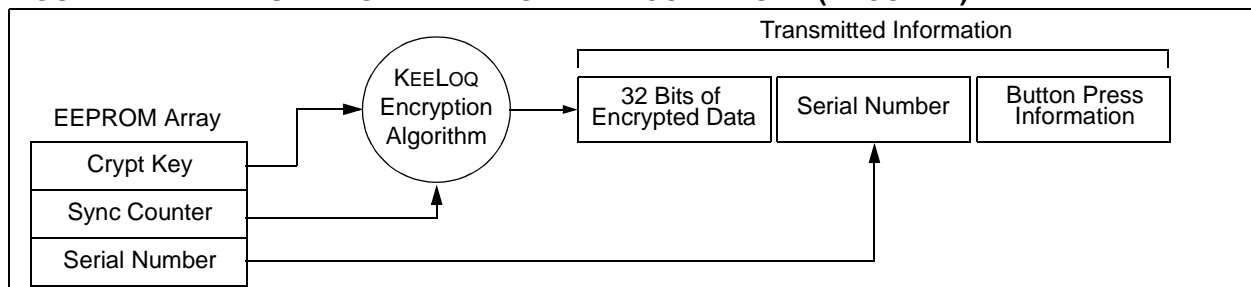 Transmitted Information
KEELOQ
Encryption
Algorithm
32 Bits of
Encrypted Data
Serial Number
Button Press
Information
EEPROM Array
Crypt Key
Sync Counter
Serial Number